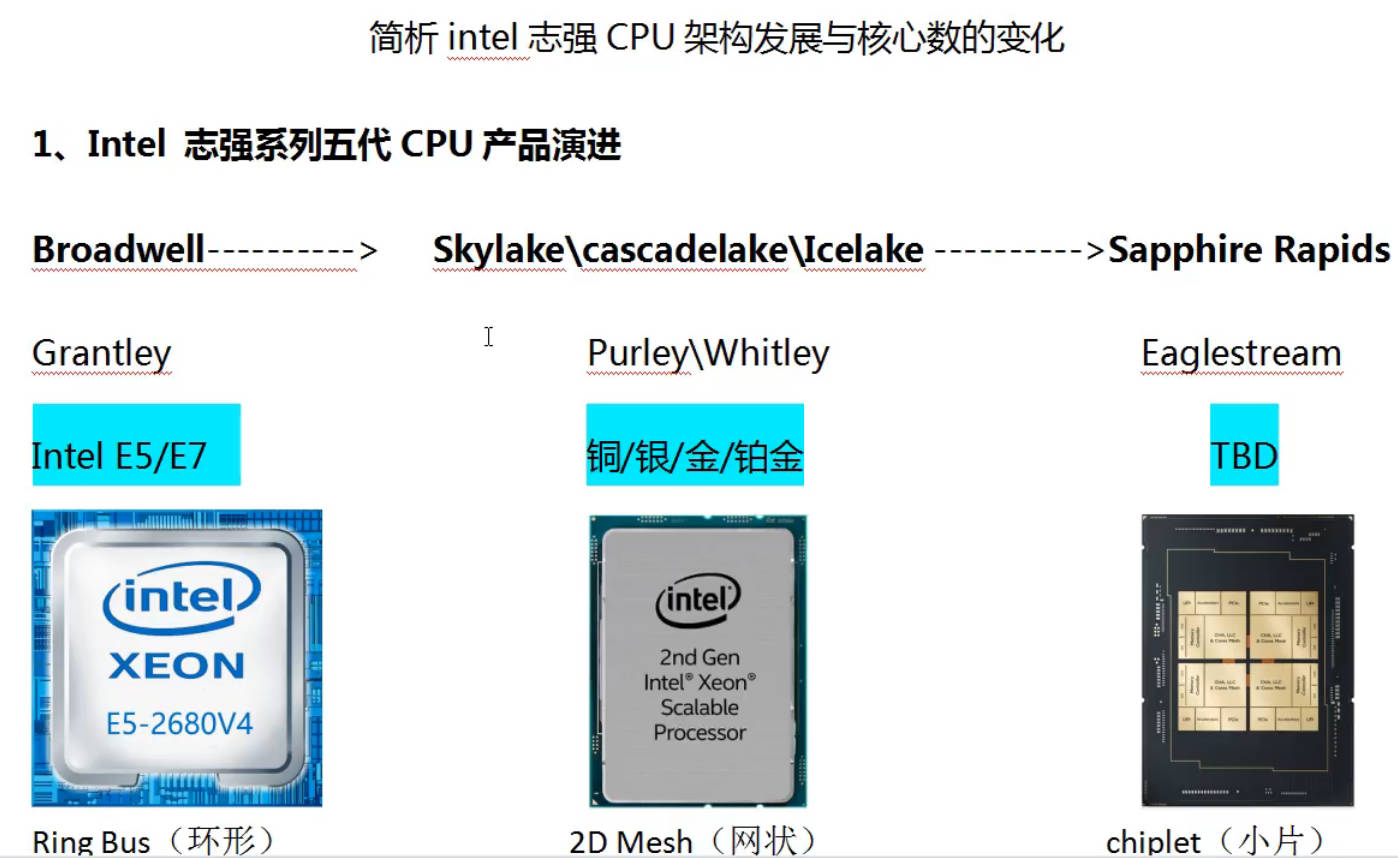 简析 intel 志强 CPU 架构发展与核心数的变化
1、Intel 志强系列五代 CPU 产品演进
Broadwell----------> Skylake\cascadelake\Icelake ---------->Sapphire Rapids
Grantley Purley\Whitley Eaglestream
Intel E5/E7 铜/银/金/铂金 TBD
intel
XEON
E5-2680V4
intel
2nd Gen
Intel® Xeon®
Scalable
Processor
Ring Bus（环形） 2D Mesh（网状） chiplet（小片）